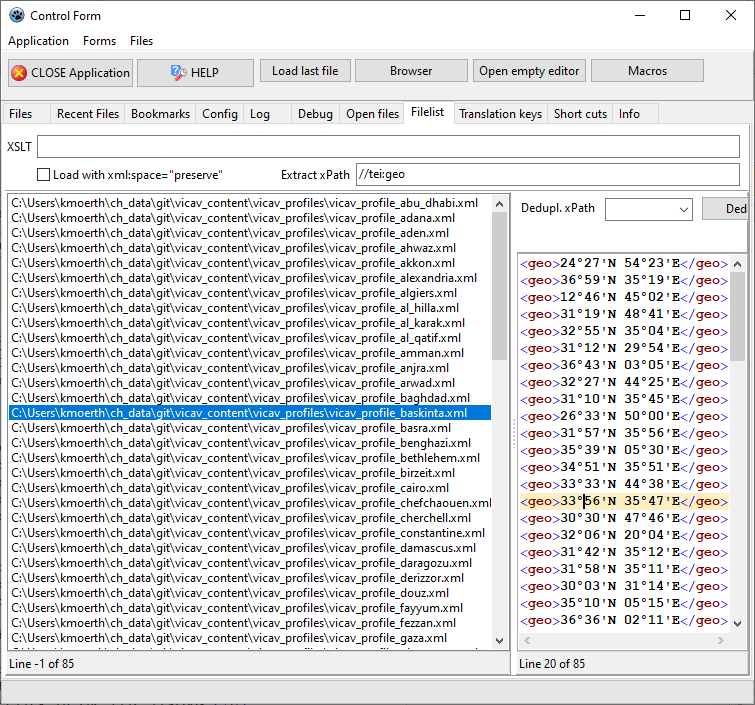 Control Form
Application Forms Files
CLOSE Application HELP Load last file Browser Open empty editor Macros
Files Recent Files Bookmarks Config Log Debug Open files Filelist Translation keys Short cuts Info
XSLT
Load with xml:space="preserve" Extract xPath //tei:geo
C:\Users\kmoerth\ch_data\git\vicav_content\vicav_profiles\vicav_profile_abu_dhabi.xml
C:\Users\kmoerth\ch_data\git\vicav_content\vicav_profiles\vicav_profile_adana.xml
C:\Users\kmoerth\ch_data\git\vicav_content\vicav_profiles\vicav_profile_aden.xml
C:\Users\kmoerth\ch_data\git\vicav_content\vicav_profiles\vicav_profile_ahwaz.xml
C:\Users\kmoerth\ch_data\git\vicav_content\vicav_profiles\vicav_profile_akkon.xml
C:\Users\kmoerth\ch_data\git\vicav_content\vicav_profiles\vicav_profile_alexandria.xml
C:\Users\kmoerth\ch_data\git\vicav_content\vicav_profiles\vicav_profile_algiers.xml
C:\Users\kmoerth\ch_data\git\vicav_content\vicav_profiles\vicav_profile_al_hilla.xml
C:\Users\kmoerth\ch_data\git\vicav_content\vicav_profiles\vicav_profile_al_karak.xml
C:\Users\kmoerth\ch_data\git\vicav_content\vicav_profiles\vicav_profile_al_qatif.xml
C:\Users\kmoerth\ch_data\git\vicav_content\vicav_profiles\vicav_profile_amman.xml
C:\Users\kmoerth\ch_data\git\vicav_content\vicav_profiles\vicav_profile_anjra.xml
C:\Users\kmoerth\ch_data\git\vicav_content\vicav_profiles\vicav_profile_arwad.xml
C:\Users\kmoerth\ch_data\git\vicav_content\vicav_profiles\vicav_profile_baghdad.xml
C:\Users\kmoerth\ch_data\git\vicav_content\vicav_profiles\vicav_profile_baskinta.xml
C:\Users\kmoerth\ch_data\git\vicav_content\vicav_profiles\vicav_profile_basra.xml
C:\Users\kmoerth\ch_data\git\vicav_content\vicav_profiles\vicav_profile_benghazi.xml
C:\Users\kmoerth\ch_data\git\vicav_content\vicav_profiles\vicav_profile_bethlehem.xml
C:\Users\kmoerth\ch_data\git\vicav_content\vicav_profiles\vicav_profile_birzeit.xml
C:\Users\kmoerth\ch_data\git\vicav_content\vicav_profiles\vicav_profile_cairo.xml
C:\Users\kmoerth\ch_data\git\vicav_content\vicav_profiles\vicav_profile_chefchaouen.xml
C:\Users\kmoerth\ch_data\git\vicav_content\vicav_profiles\vicav_profile_cherchell.xml
C:\Users\kmoerth\ch_data\git\vicav_content\vicav_profiles\vicav_profile_constantine.xml
C:\Users\kmoerth\ch_data\git\vicav_content\vicav_profiles\vicav_profile_damascus.xml
C:\Users\kmoerth\ch_data\git\vicav_content\vicav_profiles\vicav_profile_daragozu.xml
C:\Users\kmoerth\ch_data\git\vicav_content\vicav_profiles\vicav_profile_derizzor.xml
C:\Users\kmoerth\ch_data\git\vicav_content\vicav_profiles\vicav_profile_douz.xml
C:\Users\kmoerth\ch_data\git\vicav_content\vicav_profiles\vicav_profile_fayyum.xml
C:\Users\kmoerth\ch_data\git\vicav_content\vicav_profiles\vicav_profile_fezzan.xml
C:\Users\kmoerth\ch_data\git\vicav_content\vicav_profiles\vicav_profile_gaza.xml
Line -1 of 85
Dedupl. xPath Ded
<geo>24°27'N 54°23'E</geo>
<geo>36°59'N 35°19'E</geo>
<geo>12°46'N 45°02'E</geo>
<geo>31°19'N 48°41'E</geo>
<geo>32°55'N 35°04'E</geo>
<geo>31°12'N 29°54'E</geo>
<geo>36°43'N 03°05'E</geo>
<geo>32°27'N 44°25'E</geo>
<geo>31°10'N 35°45'E</geo>
<geo>26°33'N 50°00'E</geo>
<geo>31°57'N 35°56'E</geo>
<geo>35°39'N 05°30'E</geo>
<geo>34°51'N 35°51'E</geo>
<geo>33°33'N 44°38'E</geo>
<geo>33°56'N 35°47'E</geo>
<geo>30°30'N 47°46'E</geo>
<geo>32°06'N 20°04'E</geo>
<geo>31°42'N 35°12'E</geo>
<geo>31°58'N 35°11'E</geo>
<geo>30°03'N 31°14'E</geo>
<geo>35°10'N 05°15'E</geo>
<geo>36°36'N 02°11'E</geo>
Line 20 of 85